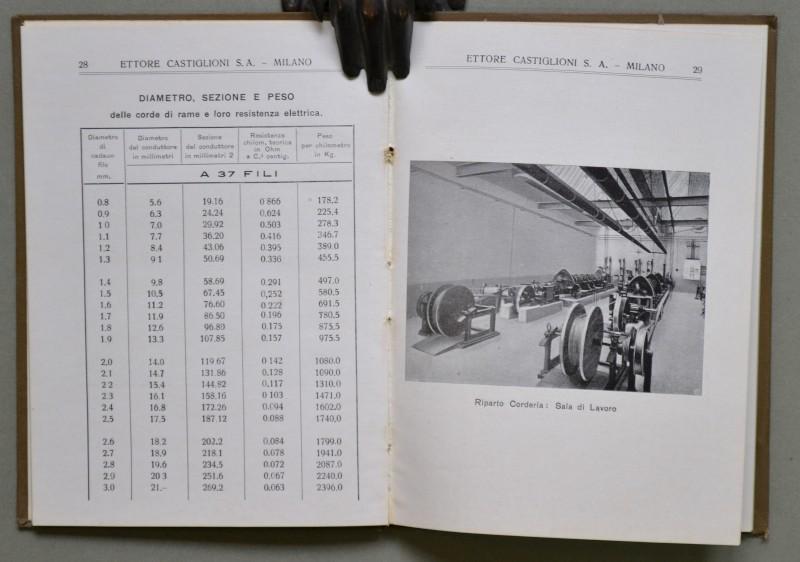 28 ETTORE CASTIGLIONI S. A. – MILANO
DIAMETRO, SEZIONE E PESO
delle corde di rame e loro resistenza elettrica.
Diametro di cadaun filo mm. | Diametro del conduttore in millimetri | Sezione del conduttore in millimetri 2 | Resistenza chilom. teorica in Ohm a C.° centig. | Peso per chilometro in Kg.
A 37 FILI
0.8 5.6 19.16 0 866 178,2
0.9 6.3 24.24 0,624 225,4
1 0 7,0 29.92 0.503 278.3
1.1 7.7 36.20 0.416 346.7
1.2 8.4 43.06 0.395 389.0
1.3 9 1 50.69 0.336 455.5
1.4 9,8 58.69 0.291 497.0
1.5 10,5 67.45 0,252 580,5
1.6 11.2 76.60 0.222 691.5
1.7 11.9 86.50 0.196 780,5
1.8 12.6 96.80 0.175 875,5
1.9 13.3 107.85 0.157 975.5
2,0 14.0 119.67 0 142 1080.0
2.1 14.7 131.86 0,128 1090.0
2 2 15.4 144.82 0,117 1310.0
2.3 16.1 158.16 0 103 1471.0
2.4 16.8 172.26 0.094 1602.0
2.5 17.5 187.12 0.088 1740,0
2.6 18.2 202.2 0.084 1799.0
2.7 18.9 218.1 0.078 1941.0
2.8 19.6 234.5 0.072 2087.0
2,9 20 3 251.6 0,067 2240,0
3.0 21.– 269.2 0,063 2396.0
ETTORE CASTIGLIONI S. A. – MILANO 29
Riparto Corderia: Sala di Lavoro